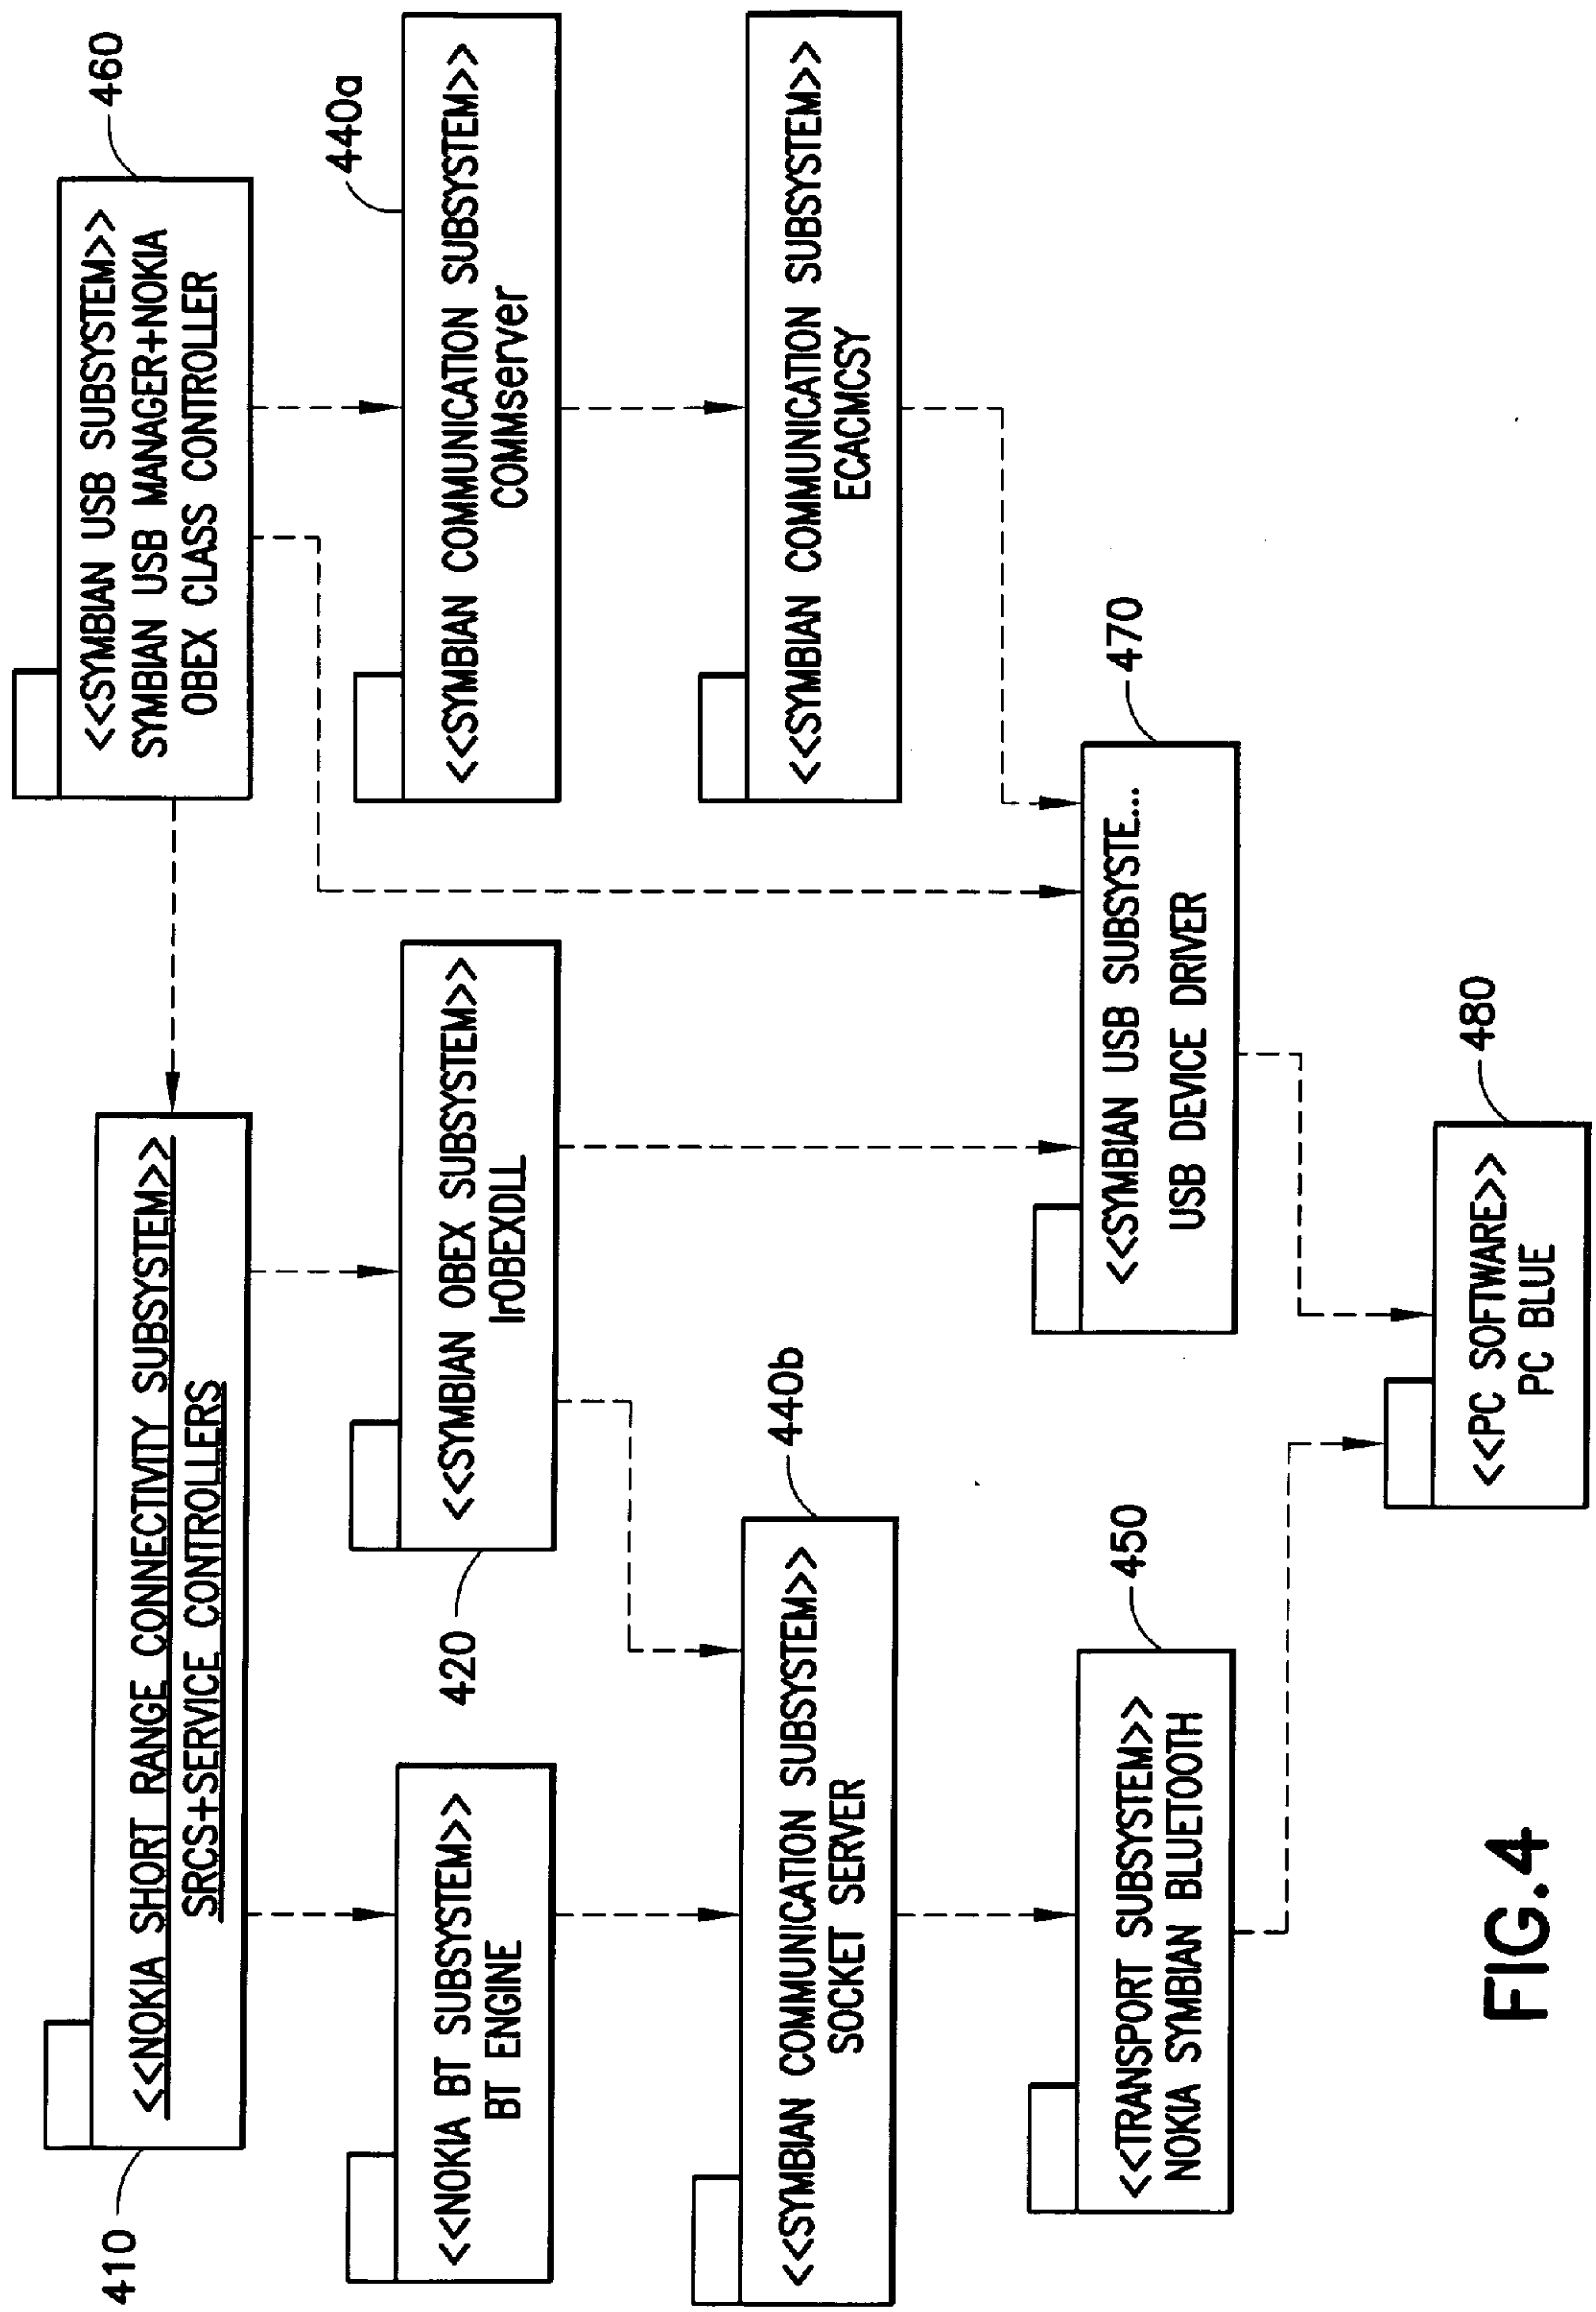 410
<<NOKIA SHORT RANGE CONNECTIVITY SUBSYSTEM>>
SRCS+SERVICE CONTROLLERS
<<SYMBIAN USB SUBSYSTEM>>
SYMBIAN USB MANAGER+NOKIA
OBEX CLASS CONTROLLER
460
<<NOKIA BT SUBSYSTEM>>
BT ENGINE
420
<<SYMBIAN OBEX SUBSYSTEM>>
IrOBEXDLL
440a
<<SYMBIAN COMMUNICATION SUBSYSTEM>>
COMMserver
<<SYMBIAN COMMUNICATION SUBSYSTEM>>
SOCKET SERVER
440b
<<SYMBIAN COMMUNICATION SUBSYSTEM>>
ECACMCSY
<<TRANSPORT SUBSYSTEM>>
NOKIA SYMBIAN BLUETOOTH
450
<<SYMBIAN USB SUBSYSTE...
USB DEVICE DRIVER
470
<<PC SOFTWARE>>
PC BLUE
480
FIG.4